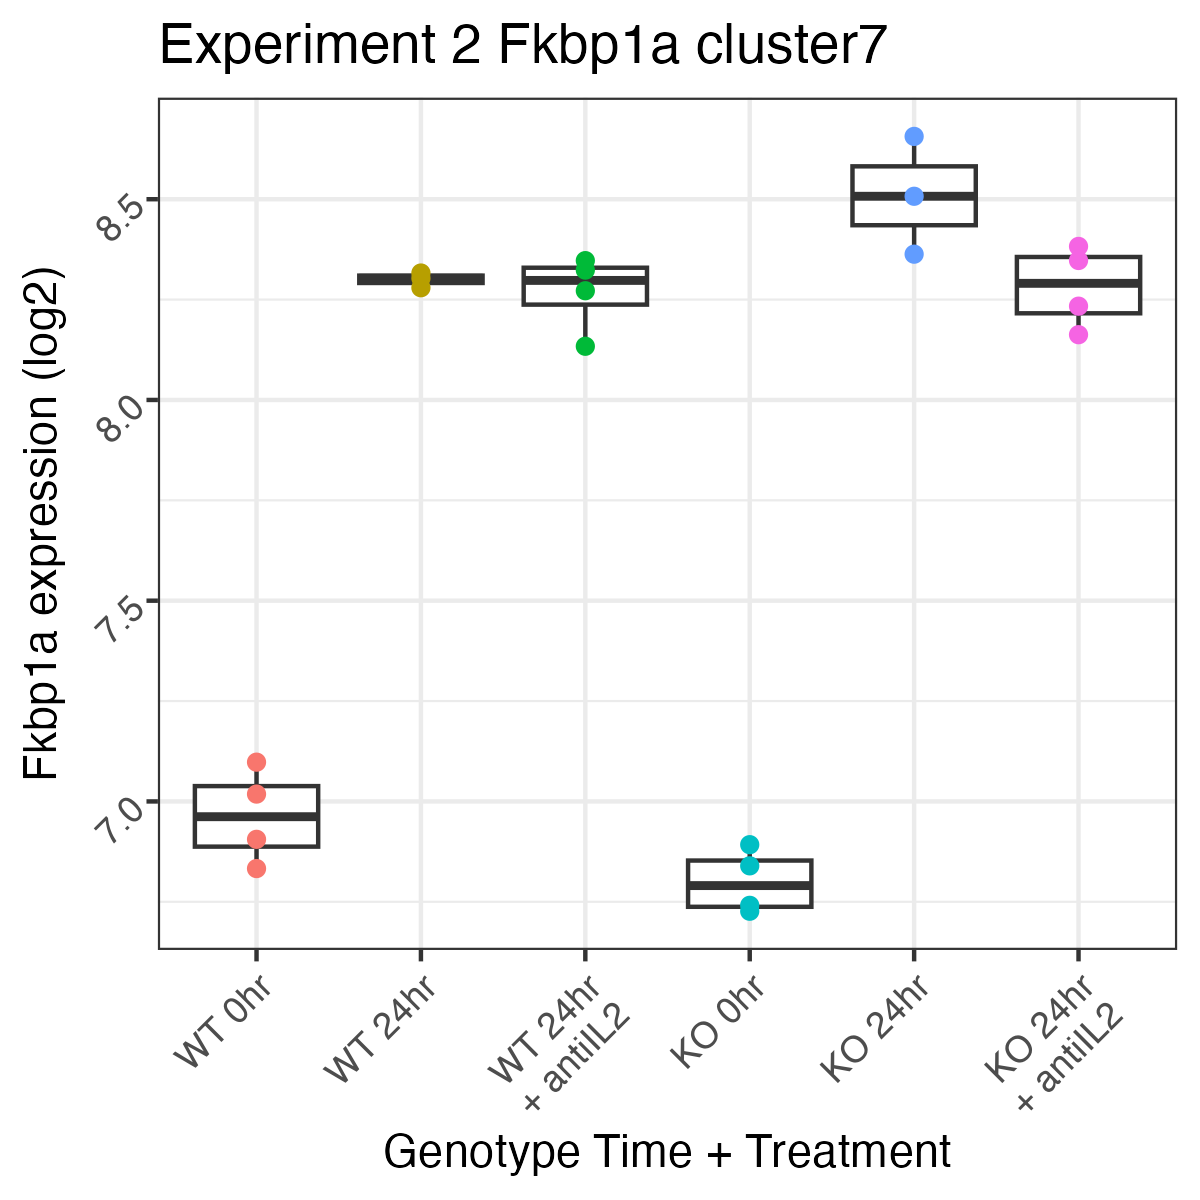 Experiment 2 Fkbp1a cluster7
Fkbp1a expression (log2)
8.5
8.0
7.5
7.0
WT 0hr
WT 24hr
WT 24hr
+ antiIL2
KO 0hr
KO 24hr
KO 24hr
+ antiIL2
Genotype Time + Treatment